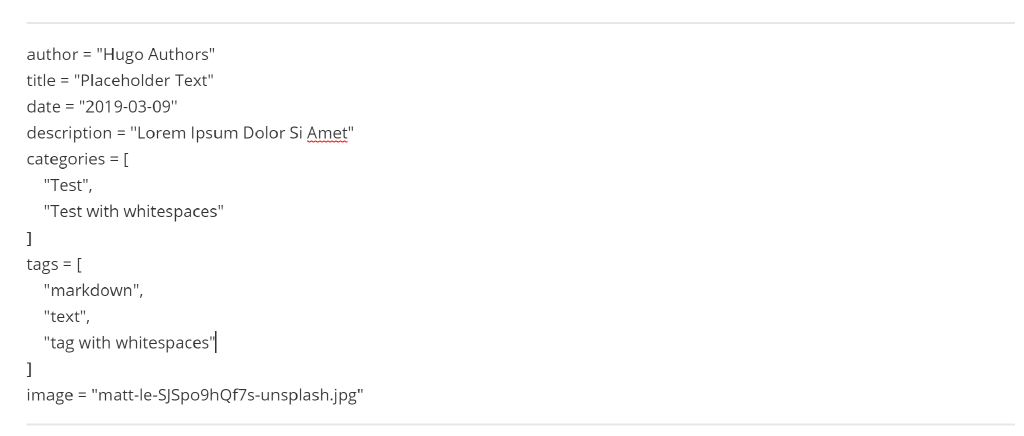 author = "Hugo Authors"
title = "Placeholder Text"
date = "2019-03-09"
description = "Lorem Ipsum Dolor Si Amet"
categories = [
    "Test",
    "Test with whitespaces"
]
tags = [
    "markdown",
    "text",
    "tag with whitespaces"
]
image = "matt-le-SJSpo9hQf7s-unsplash.jpg"